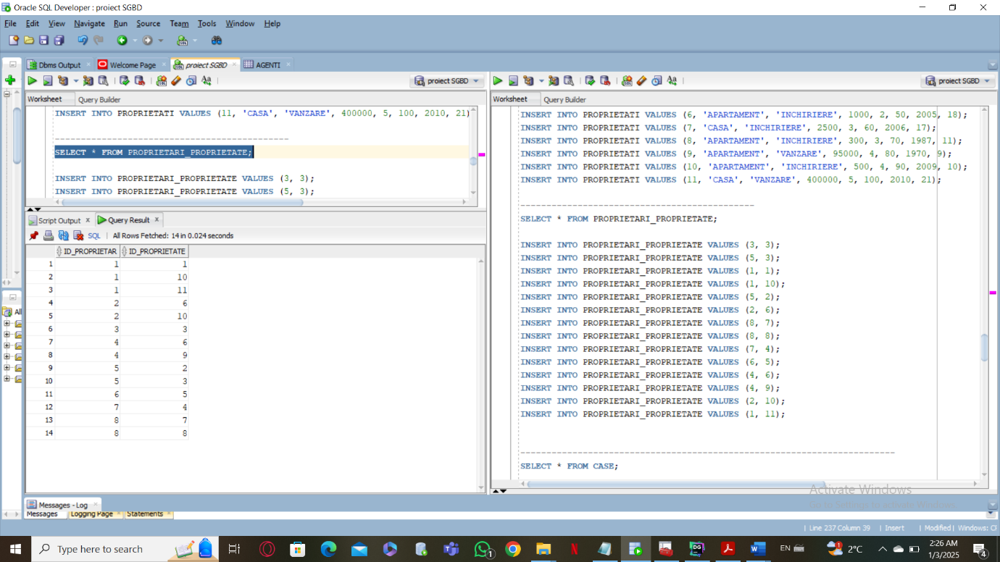 Oracle SQL Developer : proiect SGBD
File Edit View Navigate Run Source Team Tools Window Help
Dbms Output Welcome Page proiect SGBD AGENTI
proiect SGBD
Worksheet Query Builder
INSERT INTO PROPRIETATI VALUES (11, 'CASA', 'VANZARE', 400000, 5, 100, 2010, 21)
---------------------------------------------
SELECT * FROM PROPRIETARI_PROPRIETATE;
INSERT INTO PROPRIETARI_PROPRIETATE VALUES (3, 3);
INSERT INTO PROPRIETARI_PROPRIETATE VALUES (5, 3);
Script Output Query Result
SQL All Rows Fetched: 14 in 0.024 seconds
ID_PROPRIETAR ID_PROPRIETATE
1 1 1
2 1 10
3 1 11
4 2 6
5 2 10
6 3 3
7 4 6
8 4 9
9 5 2
10 5 3
11 6 5
12 7 4
13 8 7
14 8 8
proiect SGBD
Worksheet Query Builder
INSERT INTO PROPRIETATI VALUES (6, 'APARTAMENT', 'INCHIRIERE', 1000, 2, 50, 2005, 18);
INSERT INTO PROPRIETATI VALUES (7, 'CASA', 'INCHIRIERE', 2500, 3, 60, 2006, 17);
INSERT INTO PROPRIETATI VALUES (8, 'APARTAMENT', 'INCHIRIERE', 300, 3, 70, 1987, 11);
INSERT INTO PROPRIETATI VALUES (9, 'APARTAMENT', 'VANZARE', 95000, 4, 80, 1970, 9);
INSERT INTO PROPRIETATI VALUES (10, 'APARTAMENT', 'INCHIRIERE', 500, 4, 90, 2009, 10);
INSERT INTO PROPRIETATI VALUES (11, 'CASA', 'VANZARE', 400000, 5, 100, 2010, 21);
---------------------------------------------
SELECT * FROM PROPRIETARI_PROPRIETATE;
INSERT INTO PROPRIETARI_PROPRIETATE VALUES (3, 3);
INSERT INTO PROPRIETARI_PROPRIETATE VALUES (5, 3);
INSERT INTO PROPRIETARI_PROPRIETATE VALUES (1, 1);
INSERT INTO PROPRIETARI_PROPRIETATE VALUES (1, 10);
INSERT INTO PROPRIETARI_PROPRIETATE VALUES (5, 2);
INSERT INTO PROPRIETARI_PROPRIETATE VALUES (2, 6);
INSERT INTO PROPRIETARI_PROPRIETATE VALUES (8, 7);
INSERT INTO PROPRIETARI_PROPRIETATE VALUES (8, 8);
INSERT INTO PROPRIETARI_PROPRIETATE VALUES (7, 4);
INSERT INTO PROPRIETARI_PROPRIETATE VALUES (6, 5);
INSERT INTO PROPRIETARI_PROPRIETATE VALUES (4, 6);
INSERT INTO PROPRIETARI_PROPRIETATE VALUES (4, 9);
INSERT INTO PROPRIETARI_PROPRIETATE VALUES (2, 10);
INSERT INTO PROPRIETARI_PROPRIETATE VALUES (1, 11);
------------------------------------------------------------------------
SELECT * FROM CASE;
All
Activate Windows
Go to Settings to activate Windows.
Messages - Log
Messages Logging Page Statements
Line 237 Column 39 Insert Modified Windows: CF
Type here to search
1
EN
2°C
2:26 AM
1/3/2025
4